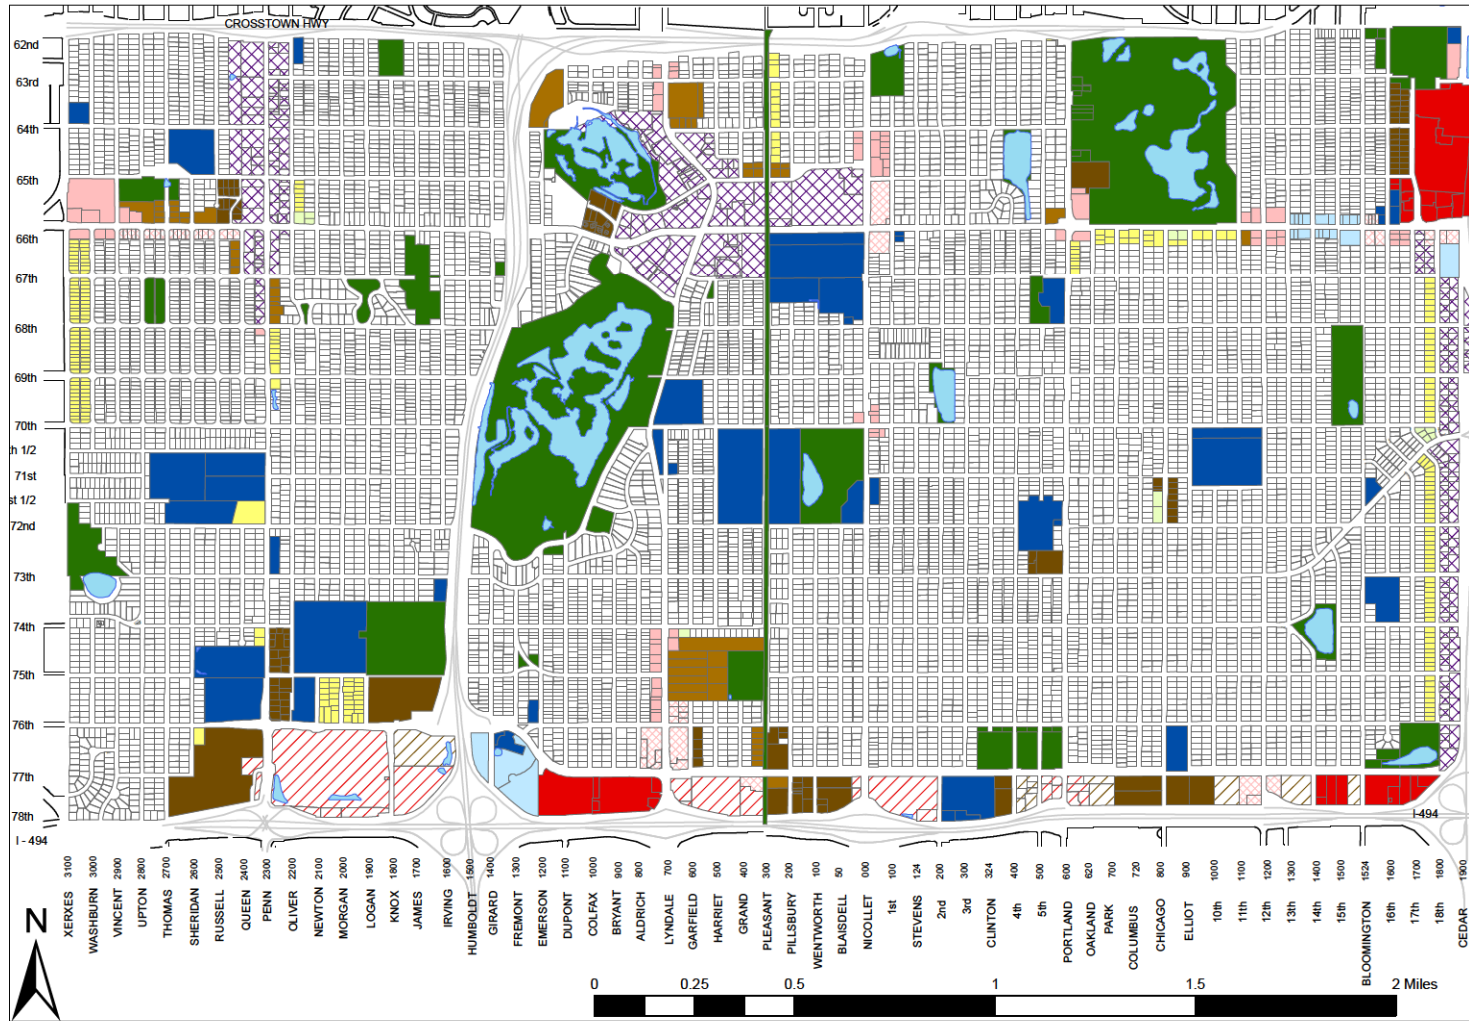 CROSSTOWN HWY
62nd
63rd
64th
65th
66th
67th
68th
69th
70th
h 1/2
71st
st 1/2
72nd
73th
74th
75th
76th
77th
78th
I - 494
I-494
3100
3000
2900
2800
2700
2600
2500
2400
2300
2200
2100
2000
1900
1800
1700
1600
1500
1400
1300
1200
1100
1000
900
800
700
600
500
400
300
200
100
50
000
100
124
200
300
324
400
500
600
620
700
720
800
900
1000
1100
1200
1300
1400
1500
1524
1600
1700
1800
1900
XERXES
WASHBURN
VINCENT
UPTON
THOMAS
SHERIDAN
RUSSELL
QUEEN
PENN
OLIVER
NEWTON
MORGAN
LOGAN
KNOX
JAMES
IRVING
HUMBOLDT
GIRARD
FREMONT
EMERSON
DUPONT
COLFAX
BRYANT
ALDRICH
LYNDALE
GARFIELD
HARRIET
GRAND
PLEASANT
PILLSBURY
WENTWORTH
BLAISDELL
NICOLLET
1st
STEVENS
2nd
3rd
CLINTON
4th
5th
PORTLAND
OAKLAND
PARK
COLUMBUS
CHICAGO
ELLIOT
10th
11th
12th
13th
14th
15th
BLOOMINGTON
16th
17th
18th
CEDAR
N
0 0.25 0.5 1 1.5 2 Miles